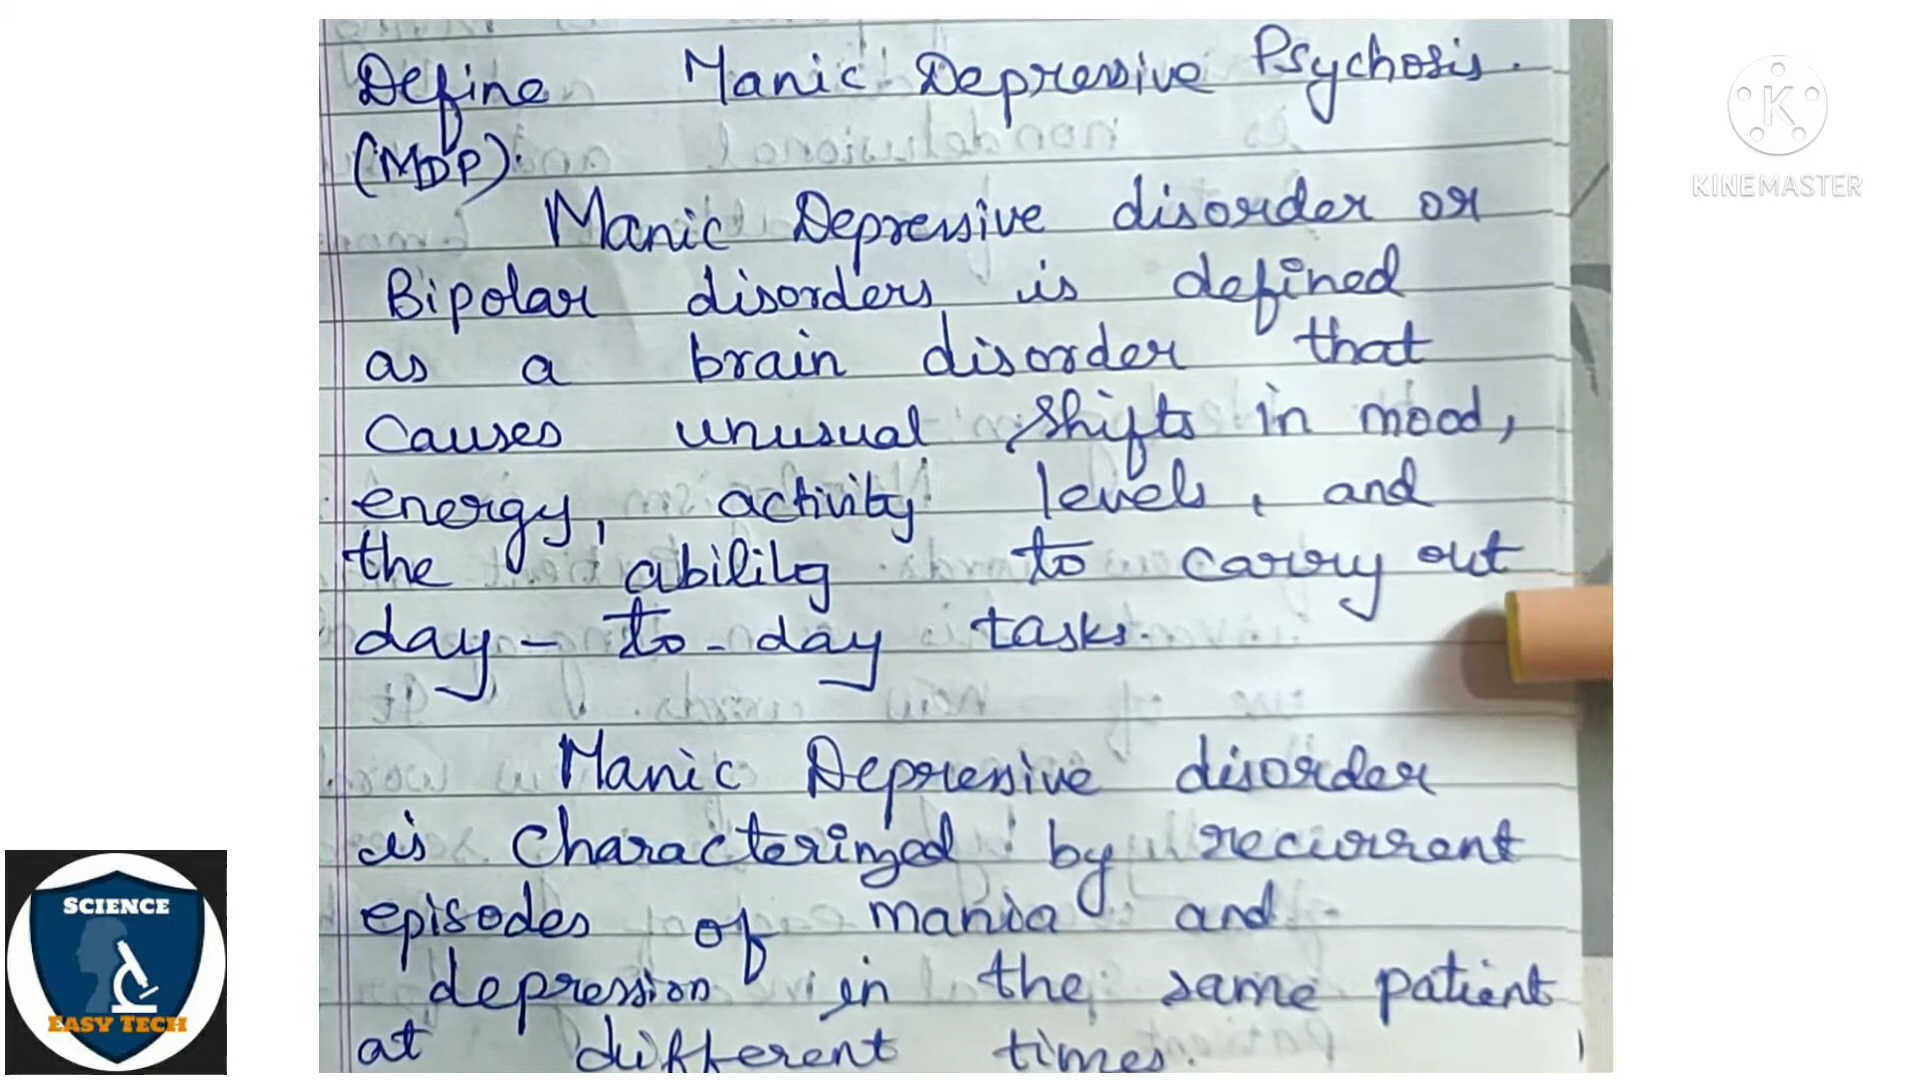 Define Manic Depressive Psychosis.
(MDP).
Manic Depressive disorder or
Bipolar disorders is defined
as a brain disorder that
causes unusual shifts in mood,
energy, activity levels, and
the ability to carry out
day-to-day tasks.
Manic Depressive disorder
is characterized by recurrent
episodes of mania and
depression in the same patient
at different times.
K
KINEMASTER
SCIENCE
EASY TECH